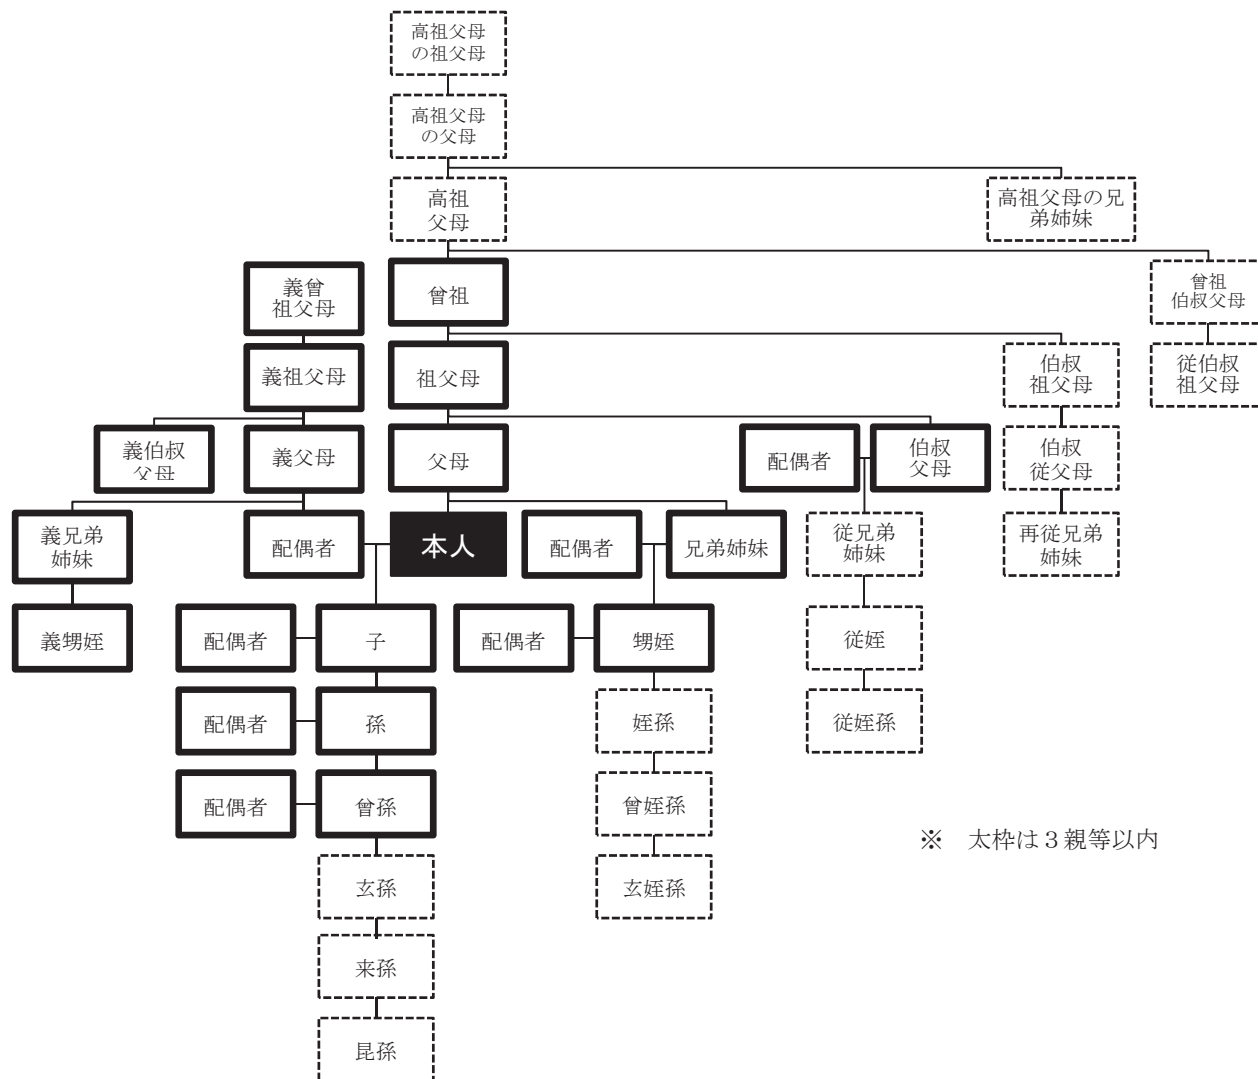 高祖父母
の祖父母
高祖父母
の父母
高祖
父母
高祖父母の兄
弟姉妹
義曾
祖父母
曾祖
曾祖
伯叔父母
義祖父母
祖父母
伯叔
祖父母
従伯叔
祖父母
義伯叔
父母
義父母
父母
配偶者
伯叔
父母
伯叔
従父母
義兄弟
姉妹
配偶者
本人
配偶者
兄弟姉妹
従兄弟
姉妹
再従兄弟
姉妹
義甥姪
配偶者
子
配偶者
甥姪
従姪
配偶者
孫
姪孫
従姪孫
配偶者
曾孫
曾姪孫
※ 太枠は３親等以内
玄孫
玄姪孫
来孫
昆孫